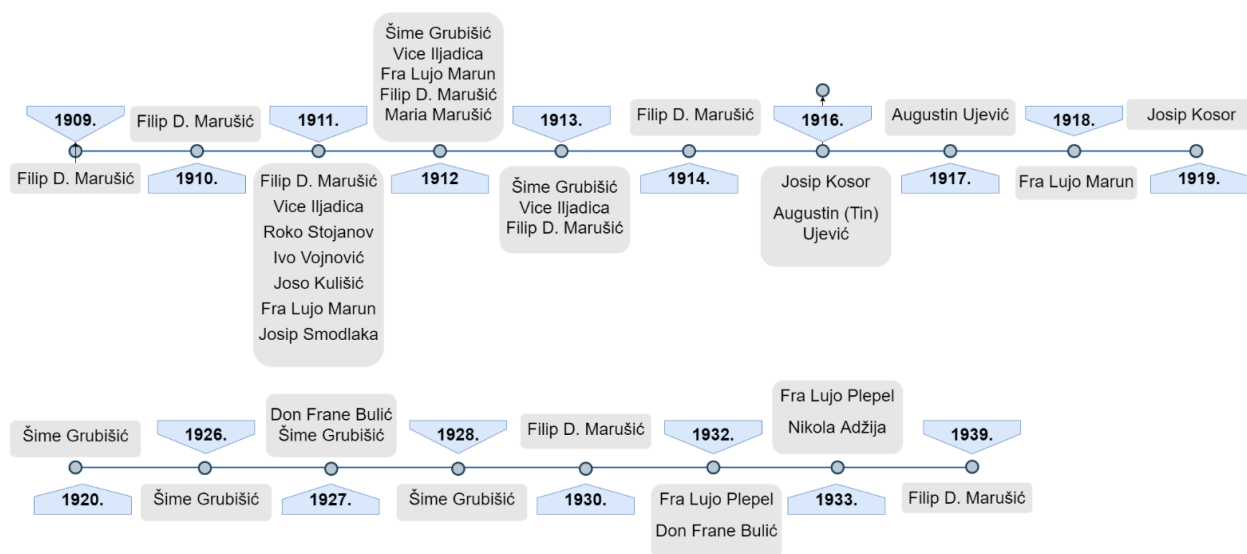 1909.
Filip D. Marušić
Filip D. Marušić
1910.
1911.
Filip D. Marušić
Vice Iljadica
Roko Stojanov
Ivo Vojnović
Joso Kulišić
Fra Lujo Marun
Josip Smodlaka
Šime Grubišić
Vice Iljadica
Fra Lujo Marun
Filip D. Marušić
Maria Marušić
1912
1913.
Šime Grubišić
Vice Iljadica
Filip D. Marušić
Filip D. Marušić
1914.
1916.
Josip Kosor
Augustin (Tin)
Ujević
Augustin Ujević
1917.
1918.
Fra Lujo Marun
Josip Kosor
1919.
Šime Grubišić
1920.
1926.
Šime Grubišić
Don Frane Bulić
Šime Grubišić
1927.
1928.
Šime Grubišić
Filip D. Marušić
1930.
1932.
Fra Lujo Plepel
Don Frane Bulić
Fra Lujo Plepel
Nikola Adžija
1933.
1939.
Filip D. Marušić